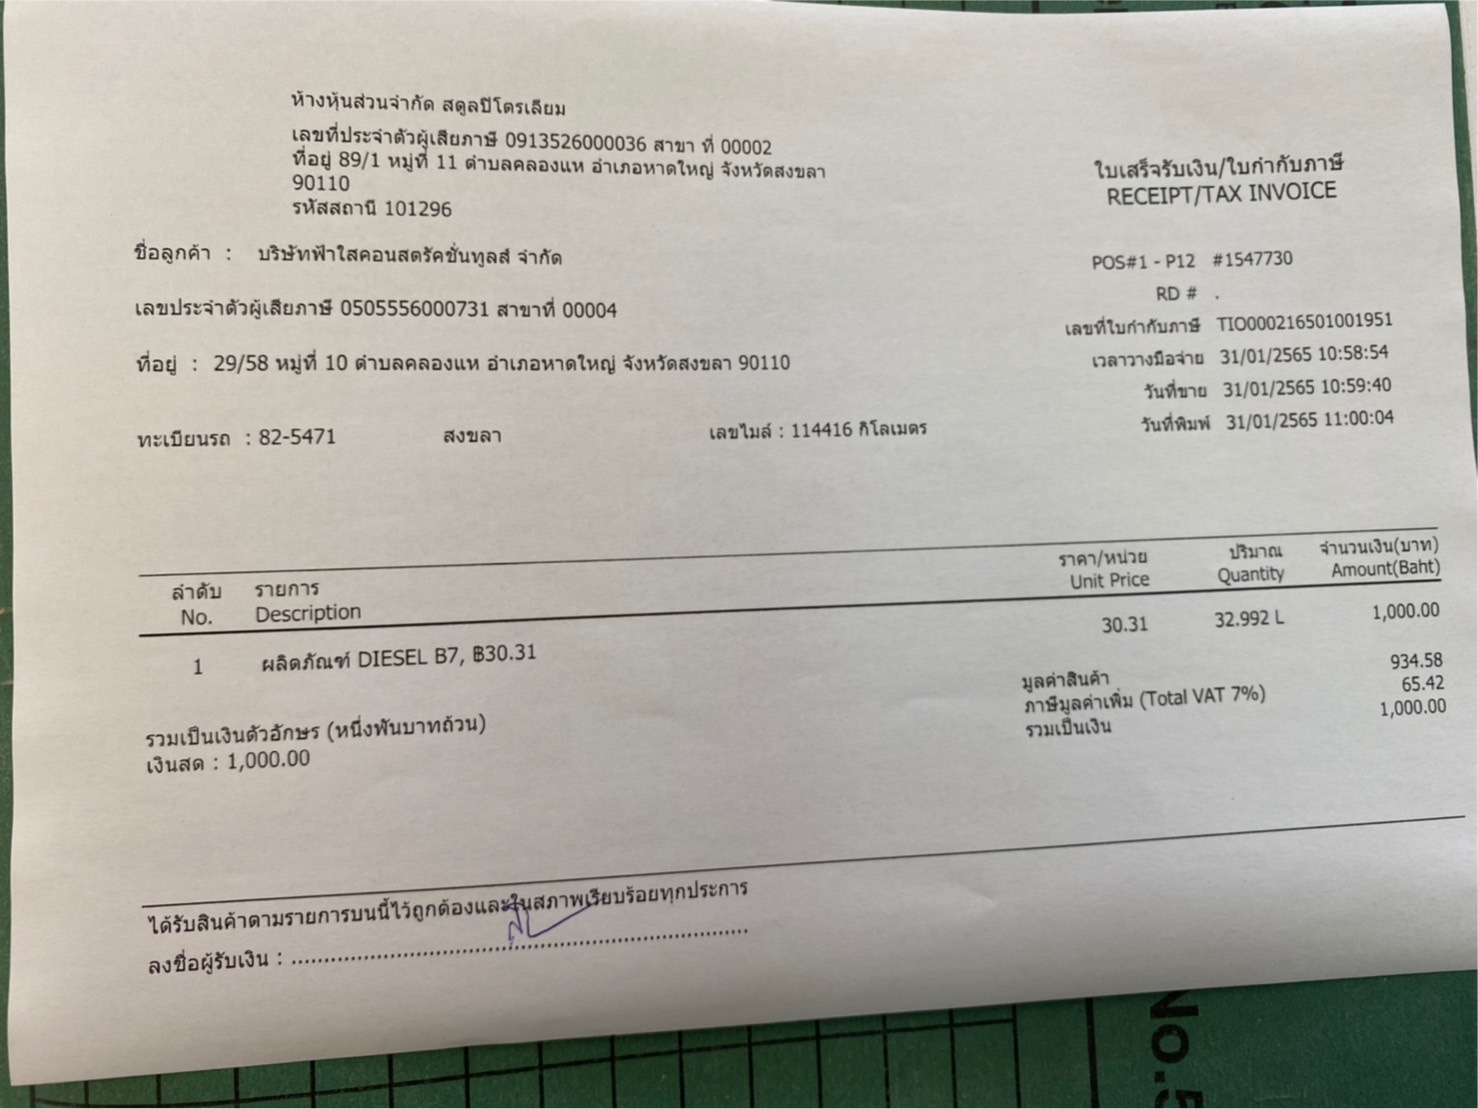 ห้างหุ้นส่วนจำกัด สตูลปิโตรเลียม
เลขที่ประจำตัวผู้เสียภาษี 0913526000036 สาขา ที่ 00002
ที่อยู่ 89/1 หมู่ที่ 11 ตำบลคลองแห อำเภอหาดใหญ่ จังหวัดสงขลา
90110
รหัสสถานี 101296
ใบเสร็จรับเงิน/ใบกำกับภาษี
RECEIPT/TAX INVOICE
ชื่อลูกค้า : บริษัทฟ้าใสคอนสตรัคชั่นทูลส์ จำกัด
เลขประจำตัวผู้เสียภาษี 0505556000731 สาขาที่ 00004
ที่อยู่ : 29/58 หมู่ที่ 10 ตำบลคลองแห อำเภอหาดใหญ่ จังหวัดสงขลา 90110
ทะเบียนรถ : 82-5471 สงขลา เลขไมล์ : 114416 กิโลเมตร
POS#1 - P12 #1547730
RD # .
เลขที่ใบกำกับภาษี TIO000216501001951
เวลาวางมือจ่าย 31/01/2565 10:58:54
วันที่ขาย 31/01/2565 10:59:40
วันที่พิมพ์ 31/01/2565 11:00:04
ลำดับ รายการ ราคา/หน่วย ปริมาณ จำนวนเงิน(บาท)
No. Description Unit Price Quantity Amount(Baht)
1 ผลิตภัณฑ์ DIESEL B7, ฿30.31 30.31 32.992 L 1,000.00
มูลค่าสินค้า 934.58
ภาษีมูลค่าเพิ่ม (Total VAT 7%) 65.42
รวมเป็นเงิน 1,000.00
รวมเป็นเงินตัวอักษร (หนึ่งพันบาทถ้วน)
เงินสด : 1,000.00
ได้รับสินค้าตามรายการบนนี้ไว้ถูกต้องและในสภาพเรียบร้อยทุกประการ
ลงชื่อผู้รับเงิน : ......................................................................
No.5